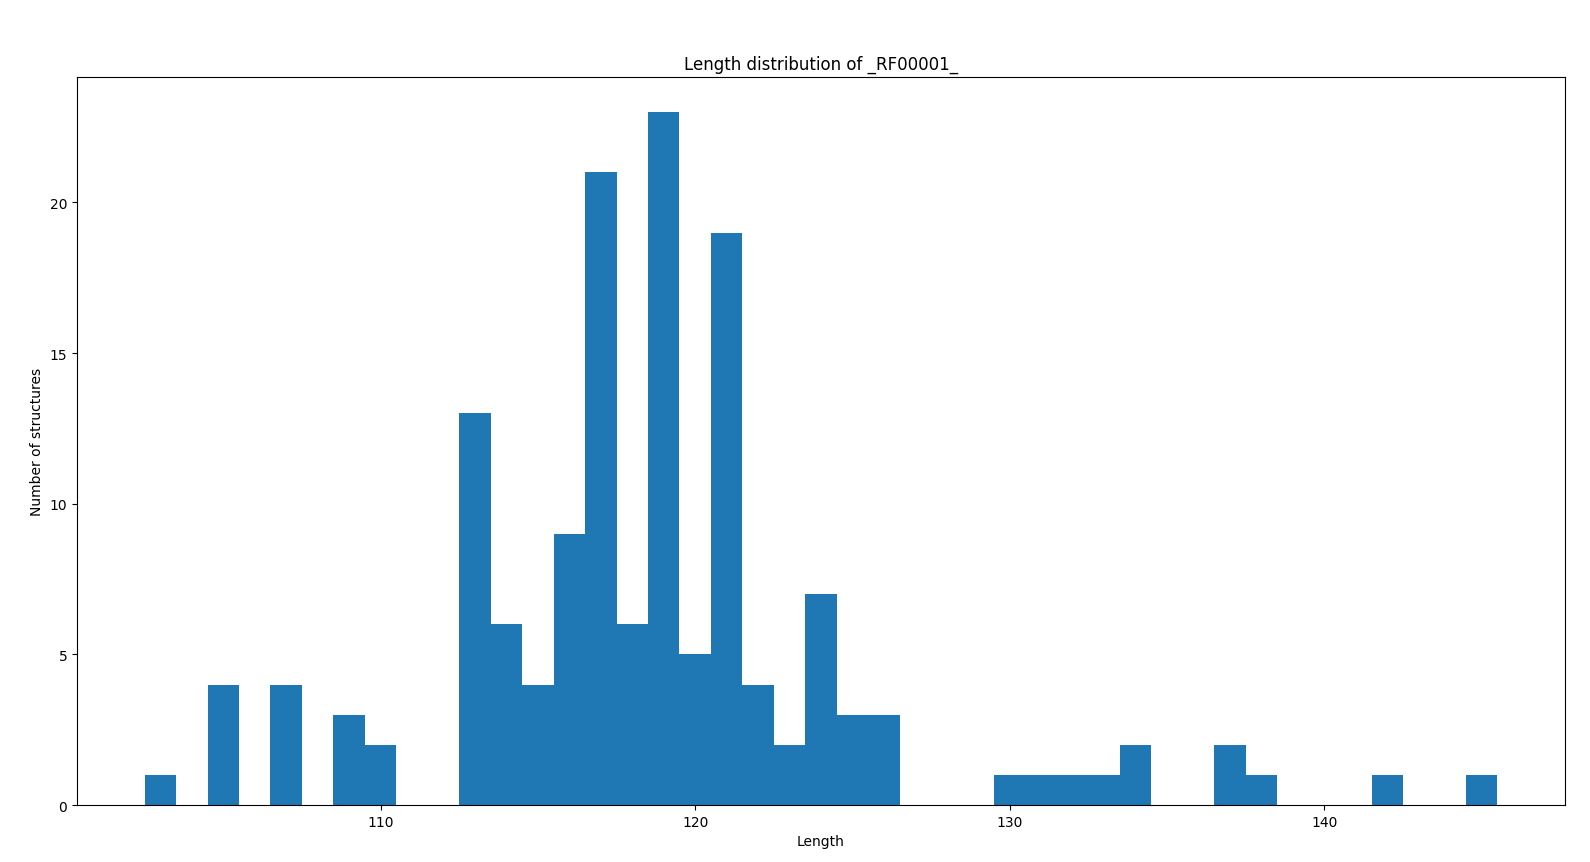 Length distribution of _RF00001_
Number of structures
20
15
10
5
0
110 120 130 140
Length